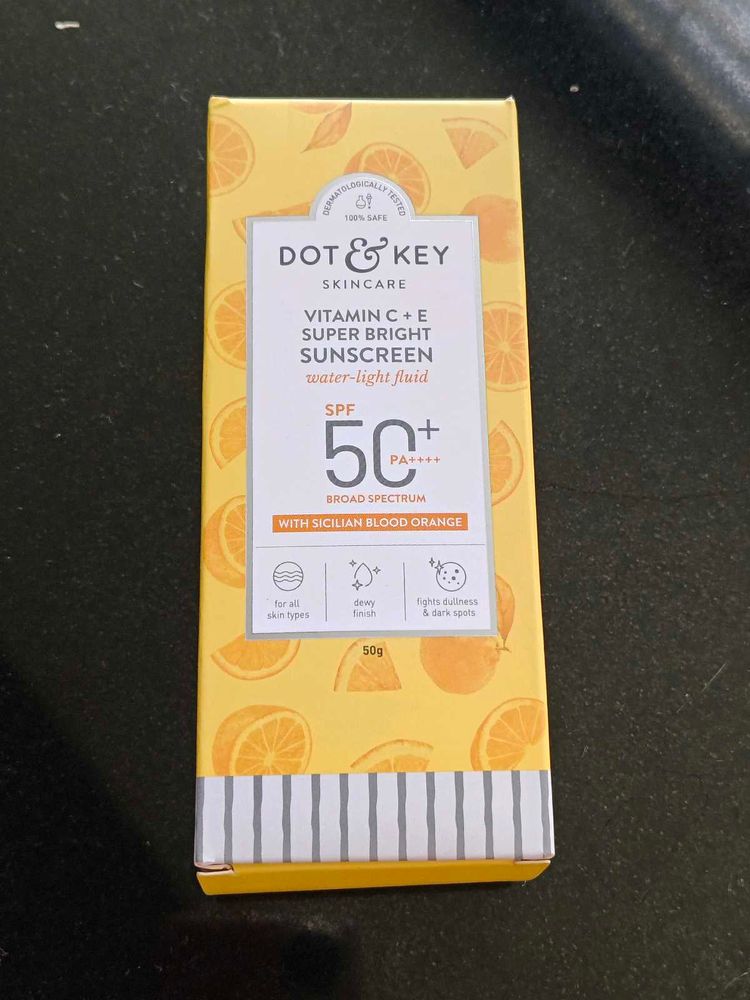 DERMATOLOGICALLY TESTED
100% SAFE
DOT & KEY
SKINCARE
VITAMIN C + E
SUPER BRIGHT
SUNSCREEN
water-light fluid
SPF
50+
PA++++
BROAD SPECTRUM
WITH SICILIAN BLOOD ORANGE
for all
skin types
dewy
finish
fights dullness
& dark spots
50g